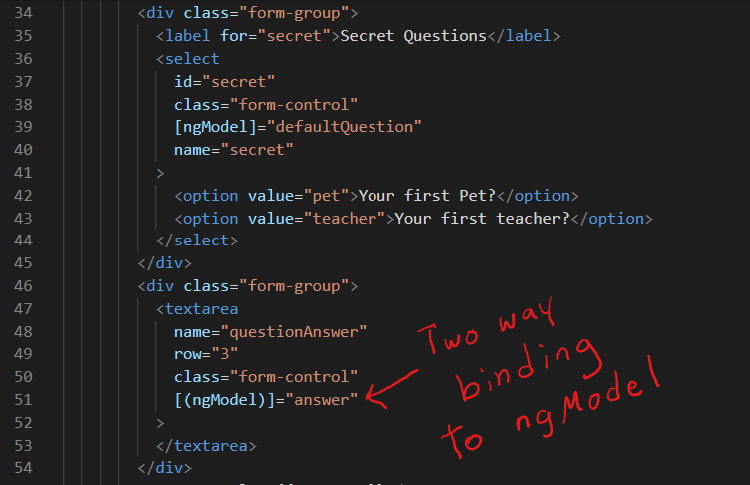 34 <div class="form-group">
35 <label for="secret">Secret Questions</label>
36 <select
37 id="secret"
38 class="form-control"
39 [ngModel]="defaultQuestion"
40 name="secret"
41 >
42 <option value="pet">Your first Pet?</option>
43 <option value="teacher">Your first teacher?</option>
44 </select>
45 </div>
46 <div class="form-group">
47 <textarea
48 name="questionAnswer"
49 row="3"
50 class="form-control"
51 [(ngModel)]="answer"
52 >
53 </textarea>
54 </div>
Two way
binding
to ngModel